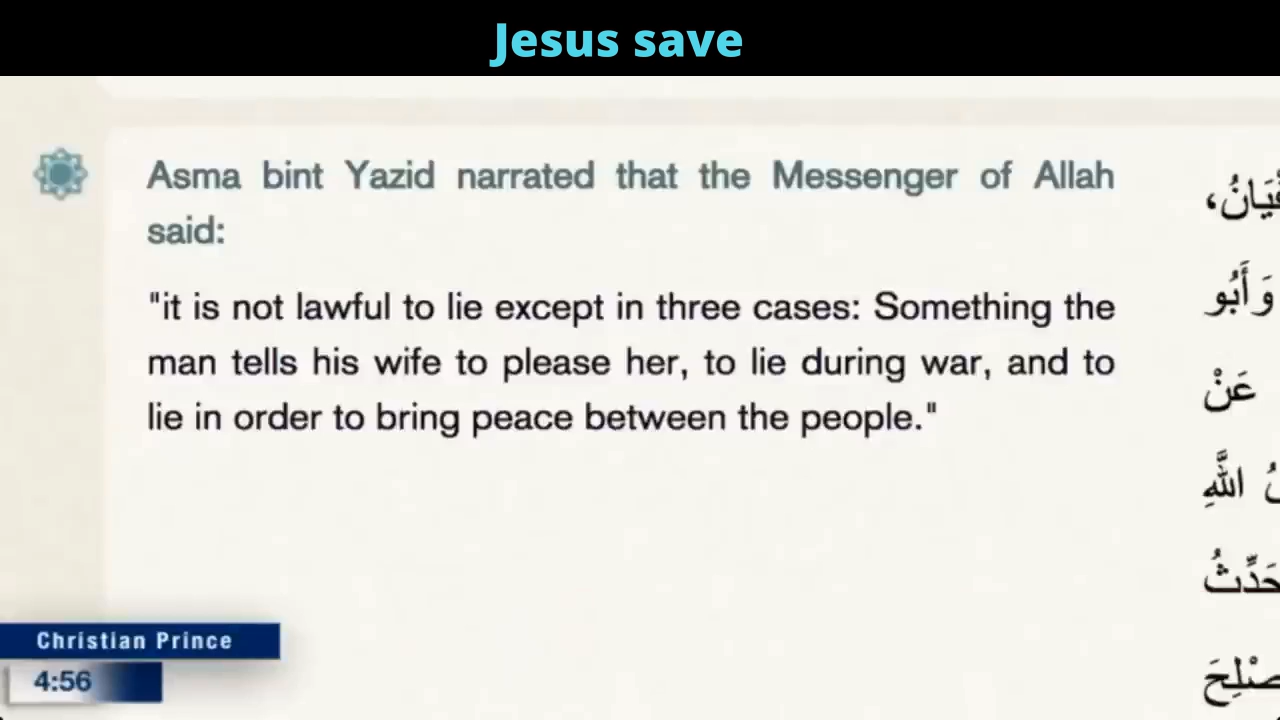 Jesus save
Asma bint Yazid narrated that the Messenger of Allah
said:
"it is not lawful to lie except in three cases: Something the
man tells his wife to please her, to lie during war, and to
lie in order to bring peace between the people."
وَأَبُو
عَنْ
اللَّهِ
Christian Prince
4:56